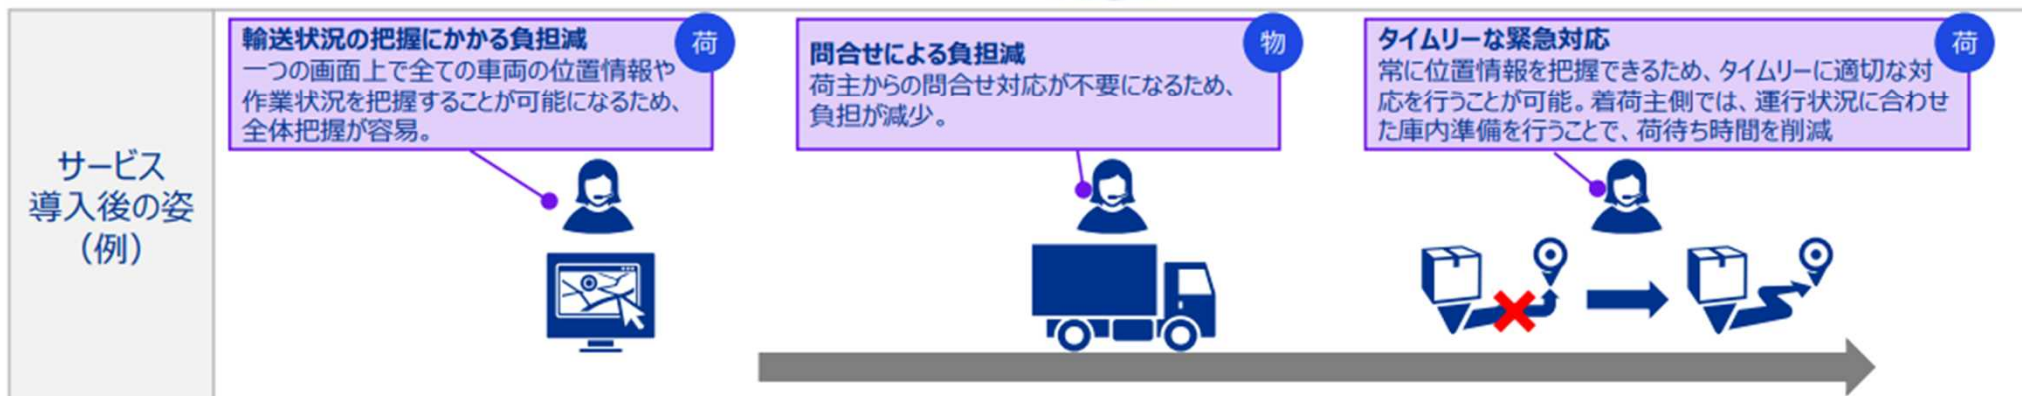 サービス
導入後の姿
(例)
輸送状況の把握にかかる負担減
荷
一つの画面上で全ての車両の位置情報や
作業状況を把握することが可能になるため、
全体把握が容易。
問合せによる負担減
物
荷主からの問合せ対応が不要になるため、
負担が減少。
タイムリーな緊急対応
荷
常に位置情報を把握できるため、タイムリーに適切な対
応を行うことが可能。着荷主側では、運行状況に合わせ
た庫内準備を行うことで、荷待ち時間を削減